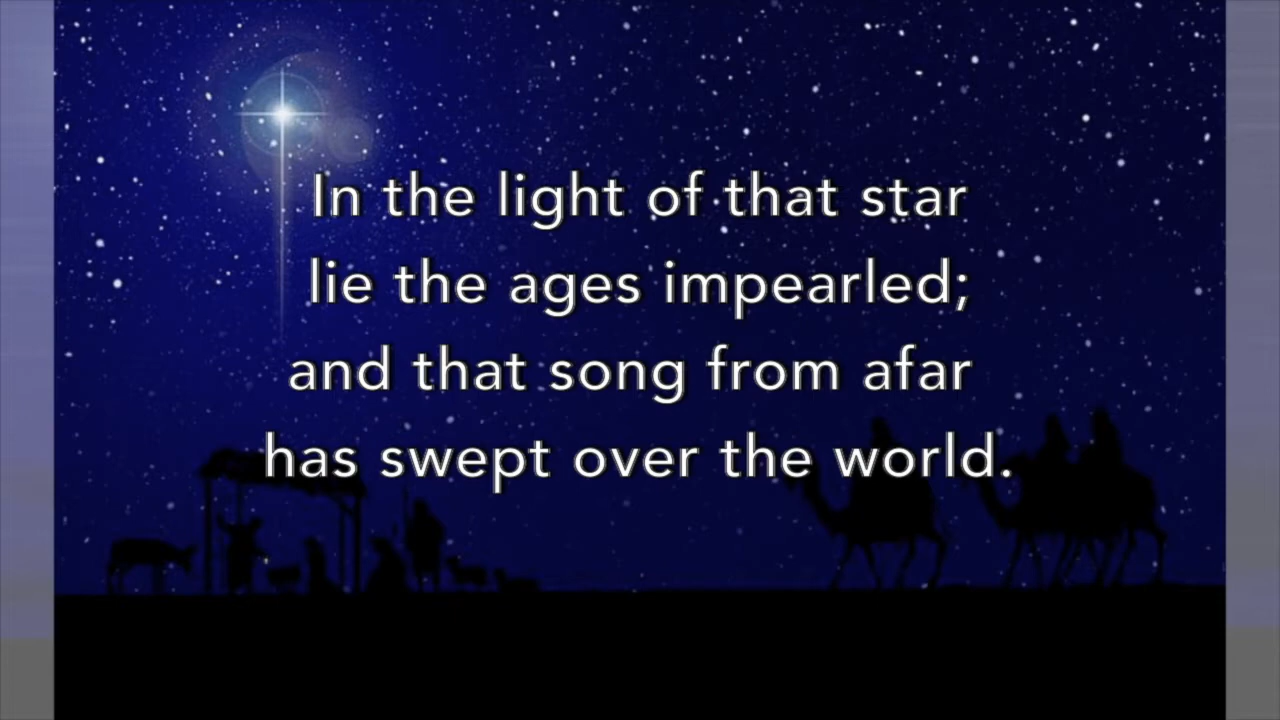 In the light of that star
lie the ages impearled;
and that song from afar
has swept over the world.